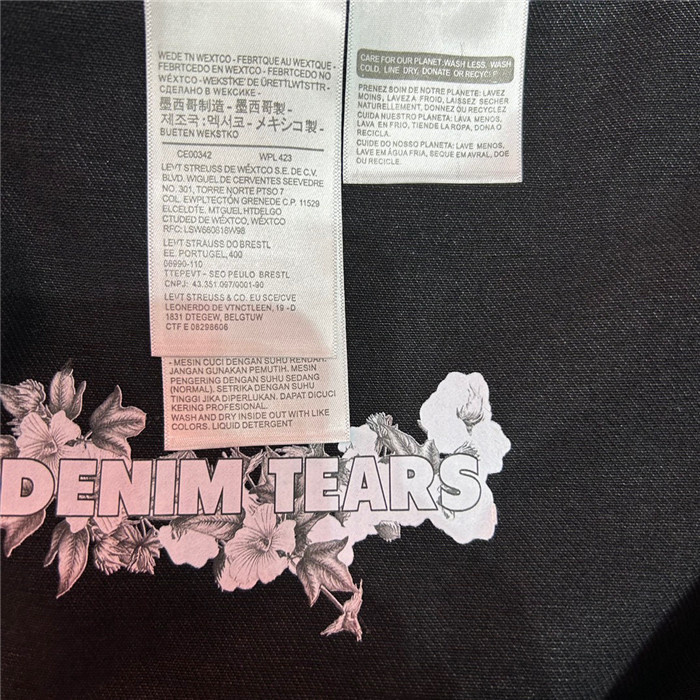 WEDE TN WEXTCO - FEBRTQUE AU WEXTQUE -
FEBRTCEDO EN WEXTCO - FEBRTCEDO NO
WÉXTCO - WEKSTKE' DE ÜRETTLWTSTTR -
СДЕЛАНО В МЕКСИКЕ -
墨西哥制造 - 墨西哥製 -
제조국:멕서코 - メキシコ製 -
BUETEN WEKSTKO
CE00342 WPL 423
LEVT STREUSS DE WÉXTCO S.E. DE C.V.
BLVD. WIGUEL DE CERVENTES SEEVEDRE
NO. 301, TORRE NORTE PTSO 7
COL. EWPLTECTÓN GRENEDE C.P. 11529
ELCELDTE. MTGUEL HTDELGO
CTUDED DE WÉXTCO, WÉXTCO
RFC: LSW660618W98
LEVT STRAUSS DO BRESTL
EE. PORTUGEL,400
06990-110
TTEPEVT - SEO PEULO BRESTL
CNPJ: 43.351.097/0001-90
LEVT STREUSS & CO. EU SCE/CVE
LEONERDO DE VTNCTLEEN, 19 - D
1831 DTEGEW, BELGTUW
CTF E 08298606
- MESIN CUCI DENGAN SUHU RENDAH.
JANGAN GUNAKAN PEMUTIH. MESIN
PENGERING DENGAN SUHU SEDANG
(NORMAL). SETRIKA DENGAN SUHU
TINGGI JIKA DIPERLUKAN. DAPAT DICUCI
KERING PROFESIONAL.
WASH AND DRY INSIDE OUT WITH LIKE
COLORS. LIQUID DETERGENT
CARE FOR OUR PLANET:WASH LESS, WASH
COLD, LINE DRY, DONATE OR RECYCLE
PRENEZ SOIN DE NOTRE PLANETE: LAVEZ
MOINS, LAVEZ A FROID, LAISSEZ SECHER
NATURELLEMENT, DONNEZ OU RECYCLEZ
CUIDA NUESTRO PLANETA: LAVA MENOS,
LAVA EN FRIO, TIENDE LA ROPA, DONA O
RECICLA.
CUIDE DO NOSSO PLANETA: LAVE MENOS,
LAVE EM ÁGUA FRIA, SEQUE EM AVRAL, DOE
OU RECICLE.
DENIM TEARS